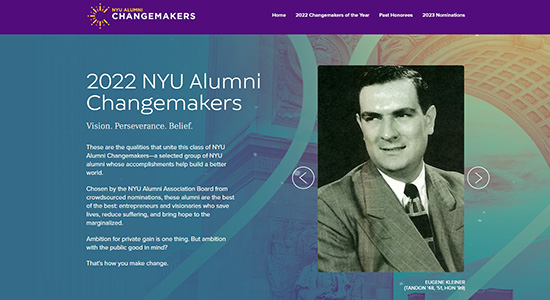 NYU ALUMNI
CHANGEMAKERS
Home
2022 Changemakers of the Year
Past Honorees
2023 Nominations
2022 NYU Alumni
Changemakers
Vision. Perseverance. Belief.
These are the qualities that unite this class of NYU
Alumni Changemakers—a selected group of NYU
alumni whose accomplishments help build a better
world.
Chosen by the NYU Alumni Association Board from
crowdsourced nominations, these alumni are the best of
the best: entrepreneurs and visionaries who save
lives, reduce suffering, and bring hope to the
marginalized.
Ambition for private gain is one thing. But ambition
with the public good in mind?
That's how you make change.
EUGENE KLEINER
(TANDON '48, '51, HON '89)